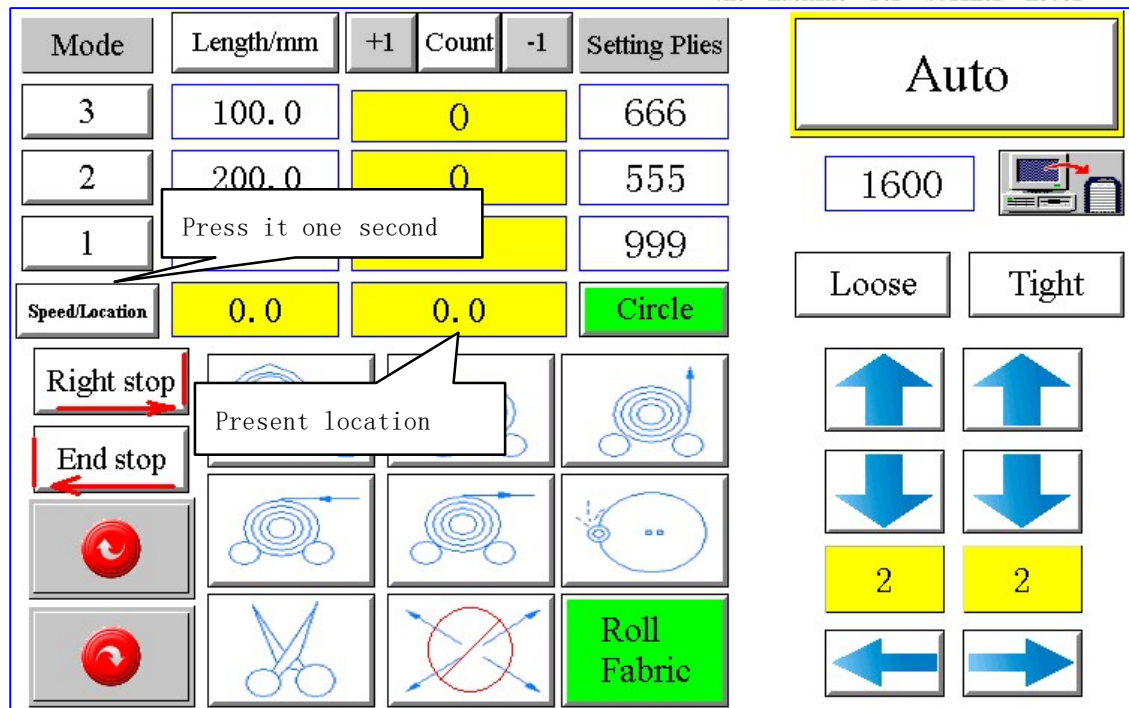 Mode Length/mm +1 Count -1 Setting Plies
3 100.0 0 666
2 200.0 0 555
1 999
Press it one second
Speed/Location 0.0 0.0 Circle
Right stop
Present location
End stop
Roll
Fabric
Auto
1600
Loose Tight
2 2